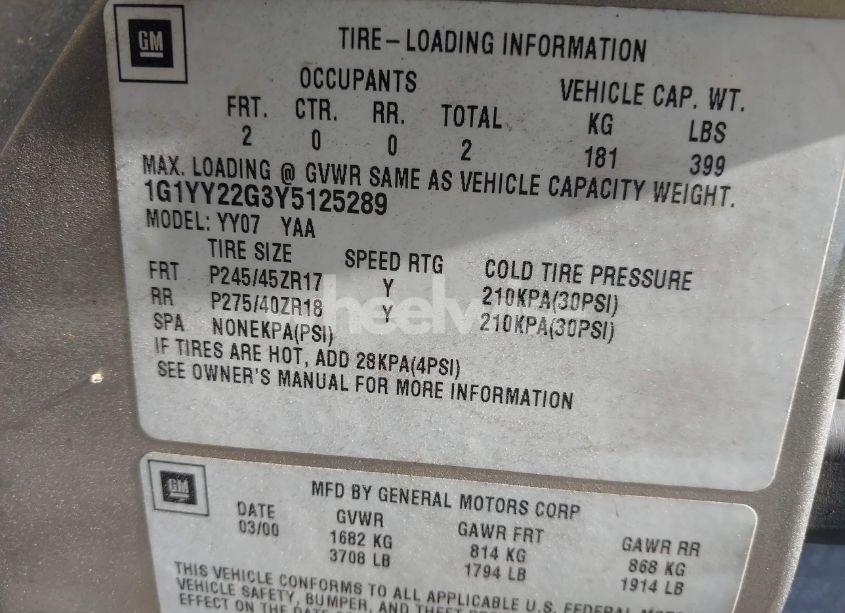 GM
TIRE-LOADING INFORMATION
OCCUPANTS VEHICLE CAP. WT.
FRT. CTR. RR. TOTAL KG LBS
2 0 0 2 181 399
MAX. LOADING @ GVWR SAME AS VEHICLE CAPACITY WEIGHT.
1G1YY22G3Y5125289
MODEL: YY07 YAA
TIRE SIZE SPEED RTG COLD TIRE PRESSURE
FRT P245/45ZR17 Y 210KPA(30PSI)
RR P275/40ZR18 Y 210KPA(30PSI)
SPA NONEKPA(PSI)
IF TIRES ARE HOT, ADD 28KPA(4PSI)
SEE OWNER'S MANUAL FOR MORE INFORMATION
GM
MFD BY GENERAL MOTORS CORP
DATE GVWR GAWR FRT GAWR RR
03/00 1682 KG 814 KG 868 KG
3708 LB 1794 LB 1914 LB
THIS VEHICLE CONFORMS TO ALL APPLICABLE U.S. FEDERAL
VEHICLE SAFETY, BUMPER, AND THEFT
EFFECT ON THE DATE OF